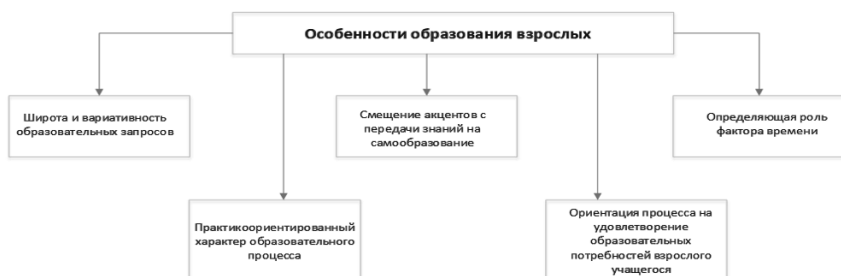 Особенности образования взрослых
Широта и вариативность
образовательных запросов
Смещение акцентов с
передачи знаний на
самообразование
Определяющая роль
фактора времени
Практикоориентированный
характер образовательного
процесса
Ориентация процесса на
удовлетворение
образовательных
потребностей взрослого
учащегося